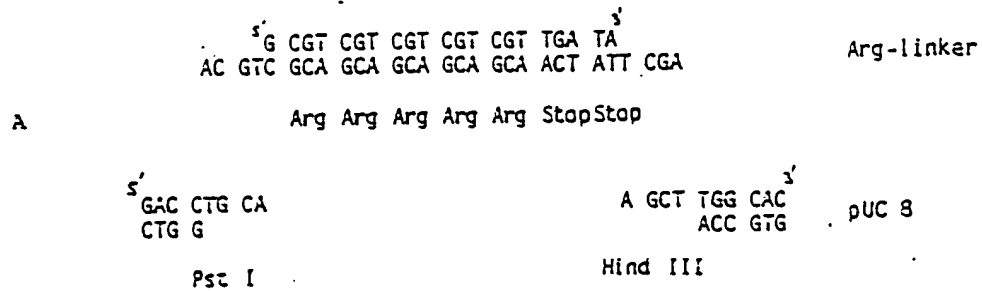 5' G CGT CGT CGT CGT CGT TGA TA 3'
AC GTC GCA GCA GCA GCA GCA ACT ATT CGA
Arg-linker
A
Arg Arg Arg Arg Arg Stop Stop
5' GAC CTG CA
CTG G
A GCT TGG CAC 3'
ACC GTG
pUC 8
Pst I
Hind III